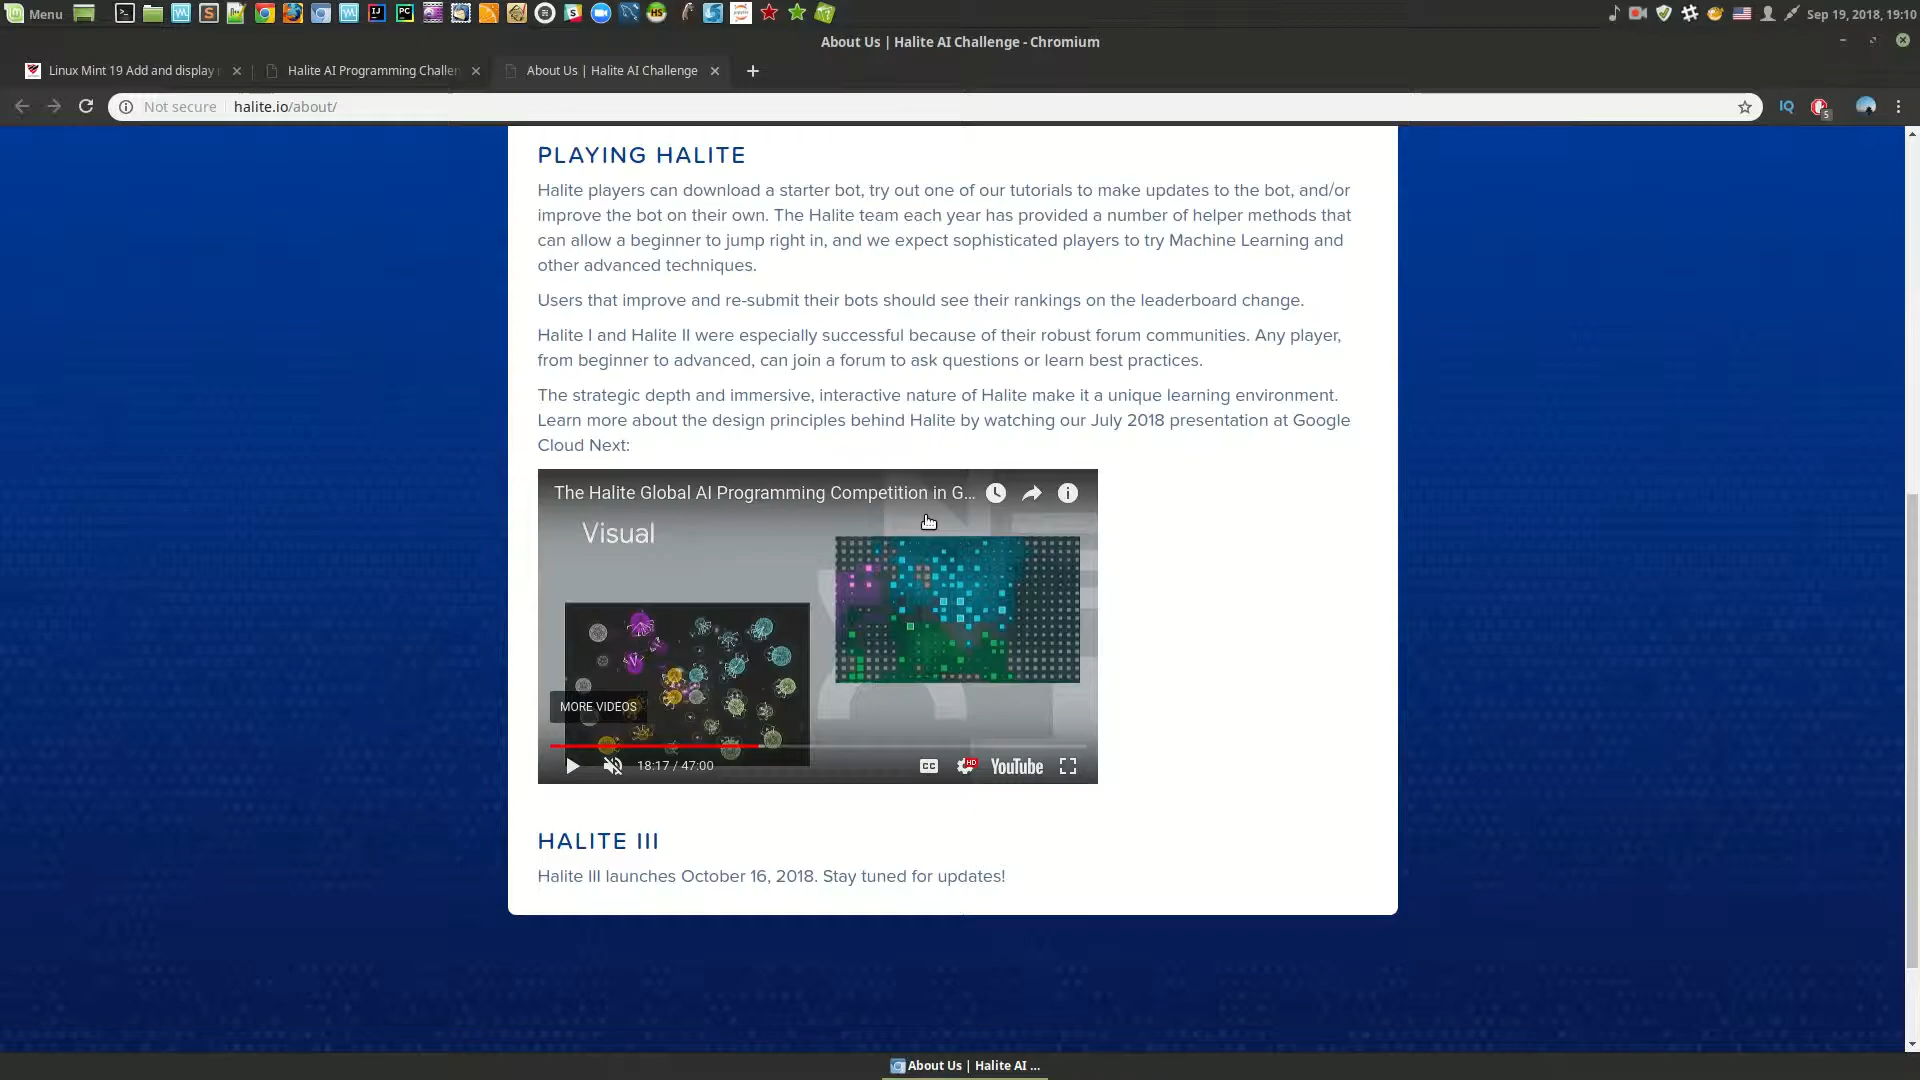 Menu
Sep 19, 2018, 19:10
About Us | Halite AI Challenge - Chromium
Linux Mint 19 Add and display
Halite AI Programming Challen
About Us | Halite AI Challenge
Not secure
halite.io/about/
IQ
5
PLAYING HALITE
Halite players can download a starter bot, try out one of our tutorials to make updates to the bot, and/or
improve the bot on their own. The Halite team each year has provided a number of helper methods that
can allow a beginner to jump right in, and we expect sophisticated players to try Machine Learning and
other advanced techniques.
Users that improve and re-submit their bots should see their rankings on the leaderboard change.
Halite I and Halite II were especially successful because of their robust forum communities. Any player,
from beginner to advanced, can join a forum to ask questions or learn best practices.
The strategic depth and immersive, interactive nature of Halite make it a unique learning environment.
Learn more about the design principles behind Halite by watching our July 2018 presentation at Google
Cloud Next:
The Halite Global AI Programming Competition in G...
Visual
MORE VIDEOS
18:17 / 47:00
CC
HD
YouTube
HALITE III
Halite III launches October 16, 2018. Stay tuned for updates!
About Us | Halite AI ...